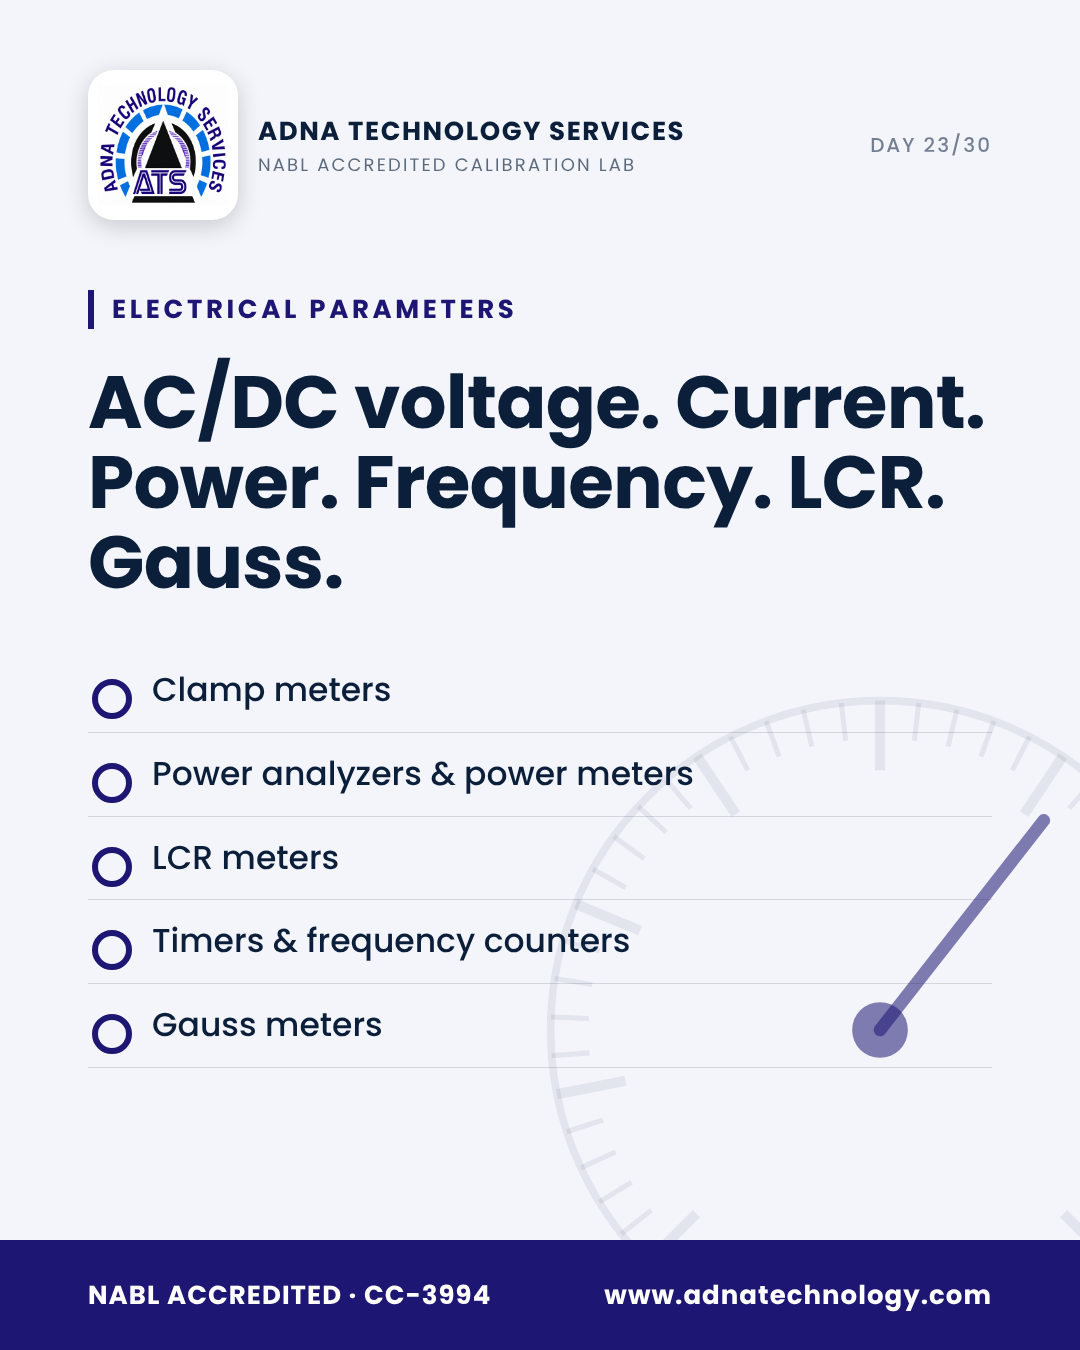 ADNA TECHNOLOGY SERVICES
ATS
ADNA TECHNOLOGY SERVICES
NABL ACCREDITED CALIBRATION LAB
DAY 23/30
ELECTRICAL PARAMETERS
AC/DC voltage. Current.
Power. Frequency. LCR.
Gauss.
Clamp meters
Power analyzers & power meters
LCR meters
Timers & frequency counters
Gauss meters
NABL ACCREDITED · CC-3994
www.adnatechnology.com